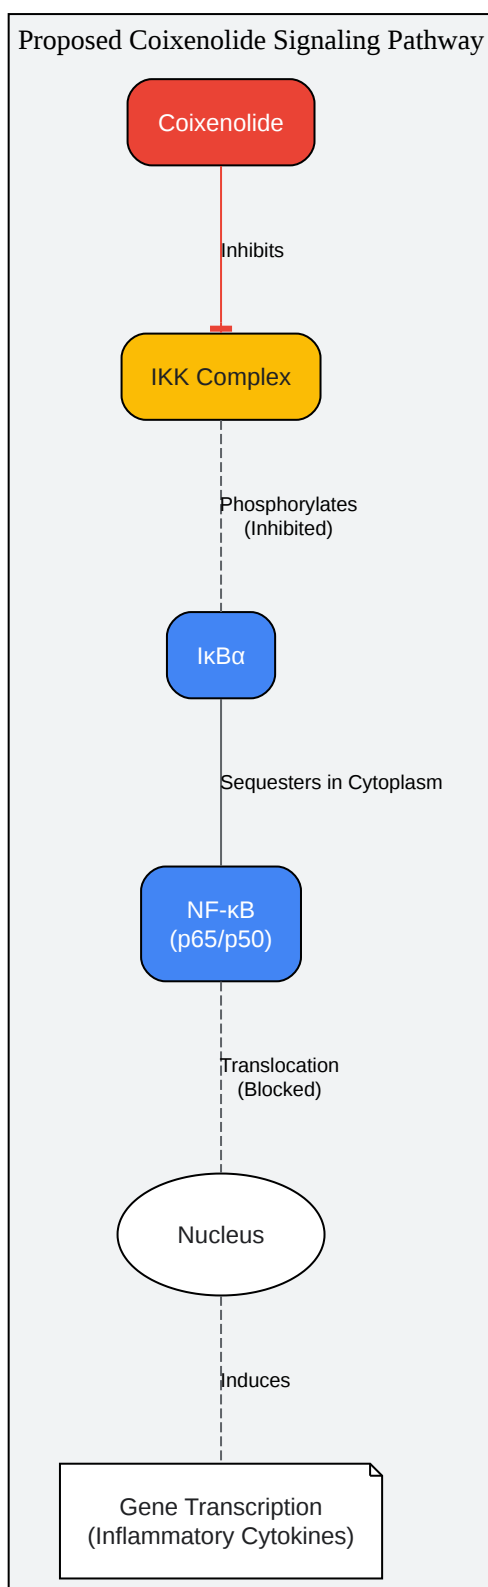 Proposed Coixenolide Signaling Pathway
Coixenolide
Inhibits
IKK Complex
Phosphorylates
(Inhibited)
IκBα
Sequesters in Cytoplasm
NF-κB
(p65/p50)
Translocation
(Blocked)
Nucleus
Induces
Gene Transcription
(Inflammatory Cytokines)